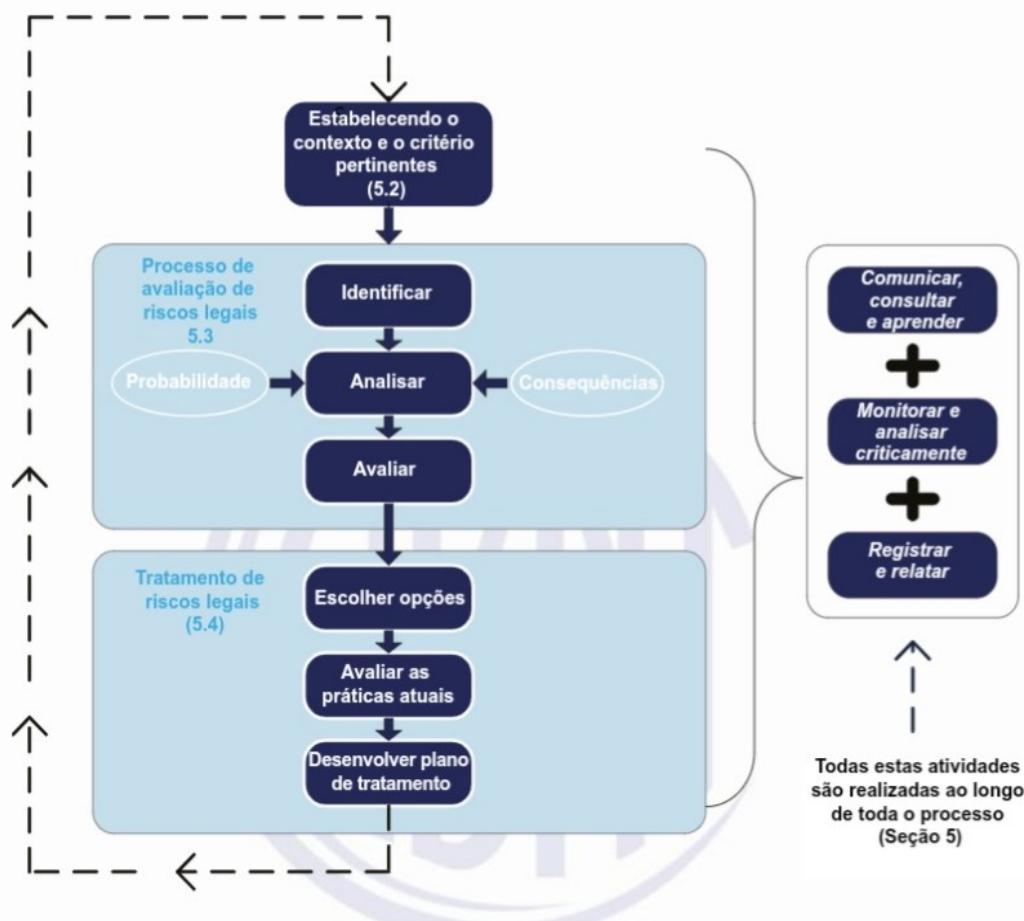 Estabelecendo o
contexto e o critério
pertinentes
(5.2)
Processo de
avaliação de
riscos legais
5.3
Identificar
Probabilidade
Analisar
Consequências
Avaliar
Tratamento de
riscos legais
(5.4)
Escolher opções
Avaliar as
práticas atuais
Desenvolver plano
de tratamento
Comunicar,
consultar
e aprender
Monitorar e
analisar
criticamente
Registrar
e relatar
Todas estas atividades
são realizadas ao longo
de toda o processo
(Seção 5)